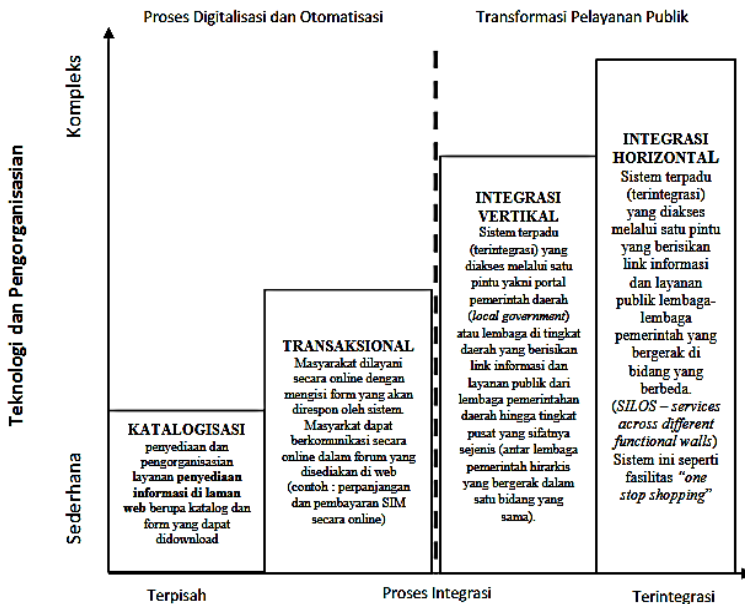 Proses Digitalisasi dan Otomatisasi
Transformasi Pelayanan Publik
Teknologi dan Pengorganisasian
Kompleks
Sederhana
KATALOGISASI
penyediaan dan
pengorganisasian
layanan penyediaan
informasi di laman
web berupa katalog dan
form yang dapat
didownload
TRANSAKSIONAL
Masyarakat dilayani
secara online dengan
mengisi form yang akan
direspon oleh sistem.
Masyarkat dapat
berkomunikasi secara
online dalam forum yang
disediakan di web
(contoh : perpanjangan
dan pembayaran SIM
secara online)
INTEGRASI
VERTIKAL
Sistem terpadu
(terintegrasi) yang
diakses melalui satu
pintu yakni portal
pemerintah daerah
(local government)
atau lembaga di tingkat
daerah yang berisikan
link informasi dan
layanan publik dari
lembaga pemerintahan
daerah hingga tingkat
pusat yang sifatnya
sejenis (antar lembaga
pemerintah hirarkis
yang bergerak dalam
satu bidang yang
sama).
INTEGRASI
HORIZONTAL
Sistem terpadu
(terintegrasi)
yang diakses
melalui satu pintu
yang berisikan
link informasi
dan layanan
publik lembaga-
lembaga
pemerintah yang
bergerak di
bidang yang
berbeda.
(SILOS – services
across different
functional walls)
Sistem ini seperti
fasilitas “one
stop shopping”
Terpisah
Proses Integrasi
Terintegrasi